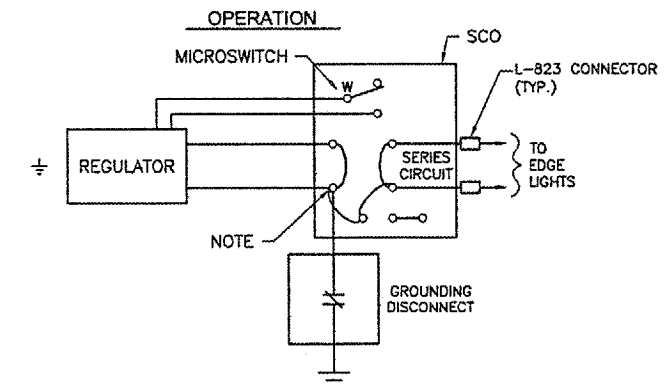 OPERATION
SCO
MICROSWITCH
L-823 CONNECTOR
(TYP.)
W
REGULATOR
SERIES
CIRCUIT
TO
EDGE
LIGHTS
NOTE
GROUNDING
DISCONNECT